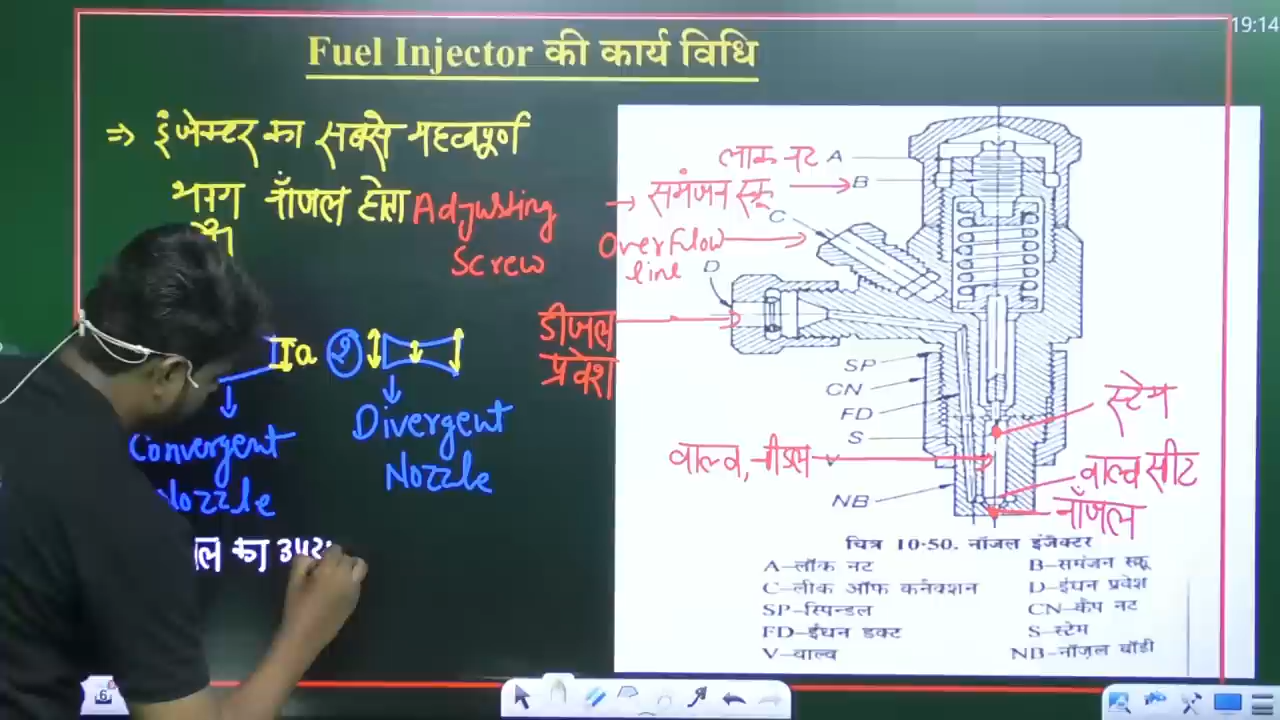 19:14
Fuel Injector की कार्य विधि
⇒ इंजेक्टर का सबसे महत्वपूर्ण
भाग नॉजल होता
है
Adjusting
Screw
a
२
Convergent
Nozzle
Divergent
Nozzle
का
लाक नट A
→ समंजन स्क्रू → B
C
Overflow
line
D
डीजल
प्रवेश
SP
CN
FD
S
वाल्व, नीडल V
NB
स्टेम
वाल्व सीट
नॉजल
चित्र 10·50. नॉजल इंजैक्टर
A–लॉक नट B–समंजन स्क्रू
C–लीक ऑफ कनैक्शन D–ईंधन प्रवेश
SP–स्पिन्डल CN–कैप नट
FD–ईंधन डक्ट S–स्टेम
V–वाल्व NB–नॉज़ल बॉडी